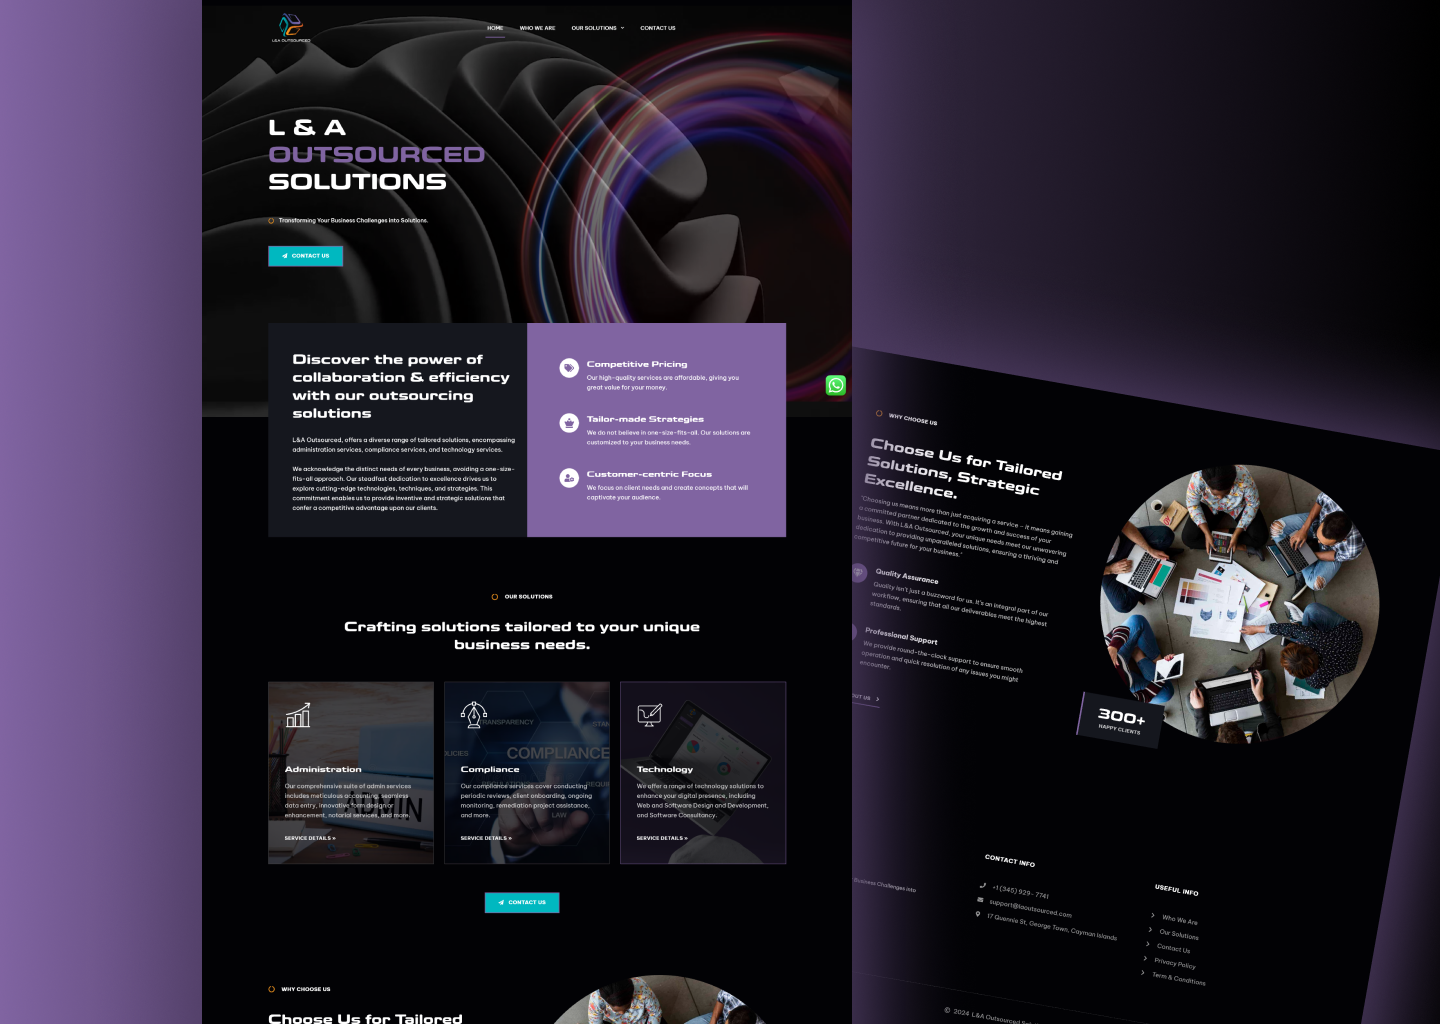 L&A OUTSOURCED
HOME
WHO WE ARE
OUR SOLUTIONS
CONTACT US
L & A
OUTSOURCED
SOLUTIONS
Transforming Your Business Challenges into Solutions.
CONTACT US
Discover the power of
collaboration & efficiency
with our outsourcing
solutions
L&A Outsourced, offers a diverse range of tailored solutions, encompassing
administration services, compliance services, and technology services.
We acknowledge the distinct needs of every business, avoiding a one-size-
fits-all approach. Our steadfast dedication to excellence drives us to
explore cutting-edge technologies, techniques, and strategies. This
commitment enables us to provide inventive and strategic solutions that
confer a competitive advantage upon our clients.
Competitive Pricing
Our high-quality services are affordable, giving you
great value for your money.
Tailor-made Strategies
We do not believe in one-size-fits-all. Our solutions are
customized to your business needs.
Customer-centric Focus
We focus on client needs and create concepts that will
captivate your audience.
OUR SOLUTIONS
Crafting solutions tailored to your unique
business needs.
ADMIN
Administration
Our comprehensive suite of admin services
includes meticulous accounting, seamless
data entry, innovative form design or
enhancement, notarial services, and more.
SERVICE DETAILS »
TRANSPARENCY
STAN
LICIES
COMPLIANCE
REGULATIONS
REQUIR
LAW
Compliance
Our compliance services cover conducting
periodic reviews, client onboarding, ongoing
monitoring, remediation project assistance,
and more.
SERVICE DETAILS »
Technology
We offer a range of technology solutions to
enhance your digital presence, including
Web and Software Design and Development,
and Software Consultancy.
SERVICE DETAILS »
CONTACT US
WHY CHOOSE US
Choose Us for Tailored
WHY CHOOSE US
Choose Us for Tailored
Solutions, Strategic
Excellence.
"Choosing us means more than just acquiring a service – it means gaining
a committed partner dedicated to the growth and success of your
business. With L&A Outsourced, your unique needs meet our unwavering
dedication to providing unparalleled solutions, ensuring a thriving and
competitive future for your business."
Quality Assurance
Quality isn't just a buzzword for us. It's an integral part of our
workflow, ensuring that all our deliverables meet the highest
standards.
Professional Support
We provide round-the-clock support to ensure smooth
operation and quick resolution of any issues you might
encounter.
OUT US
300+
HAPPY CLIENTS
Business Challenges into
CONTACT INFO
+1 (345) 929- 7741
support@laoutsourced.com
17 Quennie St, George Town, Cayman Islands
USEFUL INFO
Who We Are
Our Solutions
Contact Us
Privacy Policy
Term & Conditions
© 2024 L&A Outsourced Sol